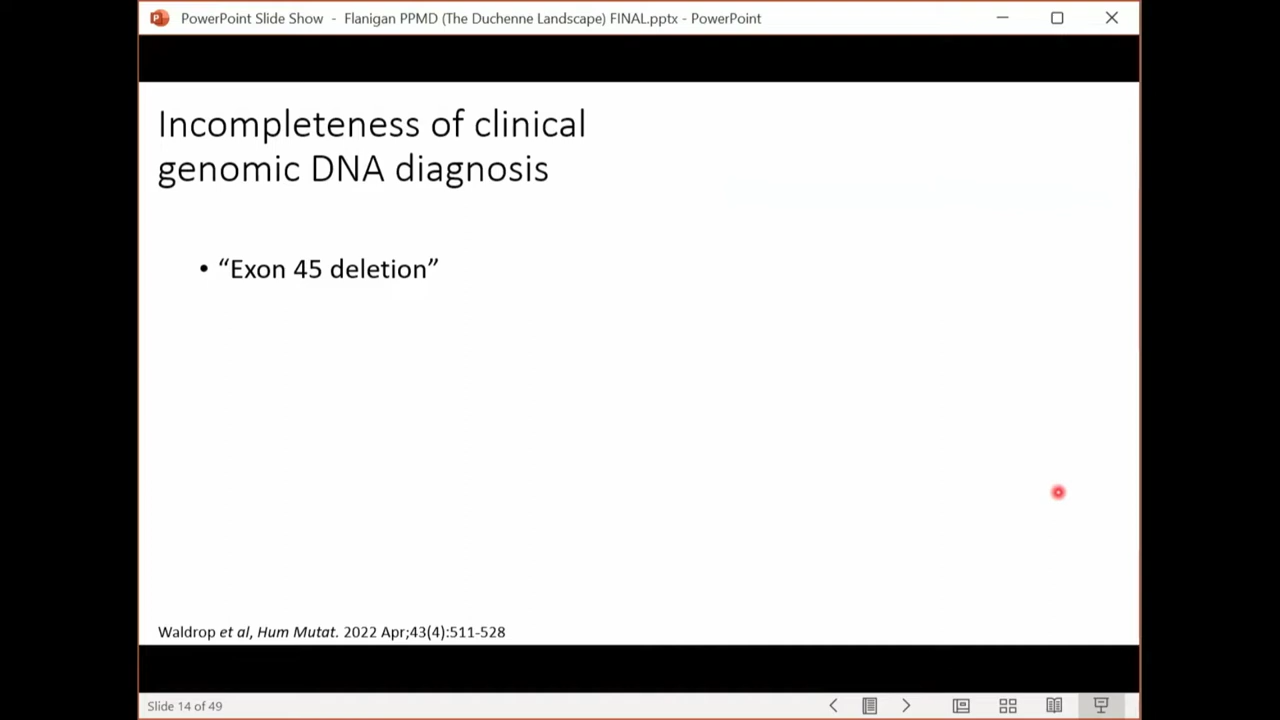 PowerPoint Slide Show - Flanigan PPMD (The Duchenne Landscape) FINAL.pptx - PowerPoint
Incompleteness of clinical
genomic DNA diagnosis
• “Exon 45 deletion”
Waldrop et al, Hum Mutat. 2022 Apr;43(4):511-528
Slide 14 of 49